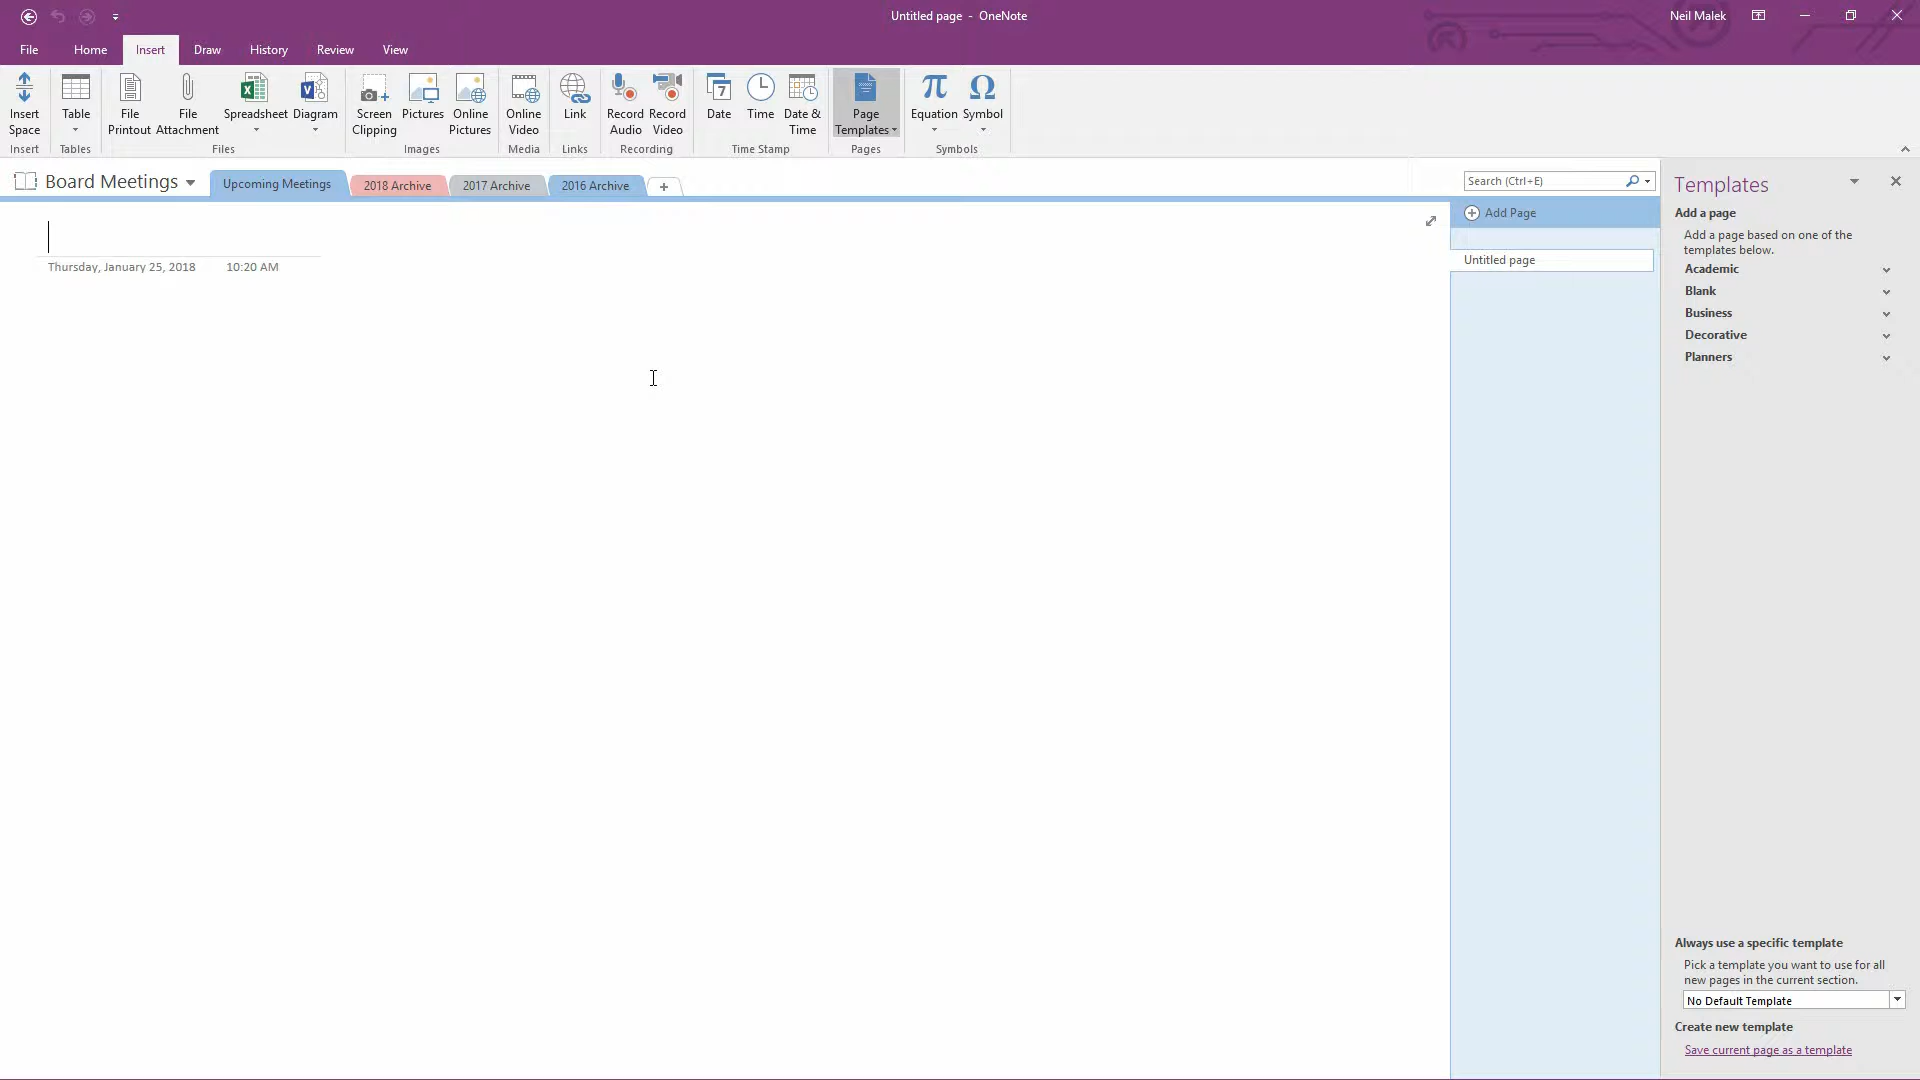 Untitled page - OneNote
Neil Malek
File
Home
Insert
Draw
History
Review
View
Insert Space
Table
File Printout
File Attachment
Spreadsheet
Diagram
Screen Clipping
Pictures
Online Pictures
Online Video
Link
Record Audio
Record Video
Date
Time
Date & Time
Page Templates
Equation
Symbol
Insert
Tables
Files
Images
Media
Links
Recording
Time Stamp
Pages
Symbols
Board Meetings
Upcoming Meetings
2018 Archive
2017 Archive
2016 Archive
Search (Ctrl+E)
Thursday, January 25, 2018
10:20 AM
Add Page
Untitled page
Templates
Add a page
Add a page based on one of the
templates below.
Academic
Blank
Business
Decorative
Planners
Always use a specific template
Pick a template you want to use for all
new pages in the current section.
No Default Template
Create new template
Save current page as a template